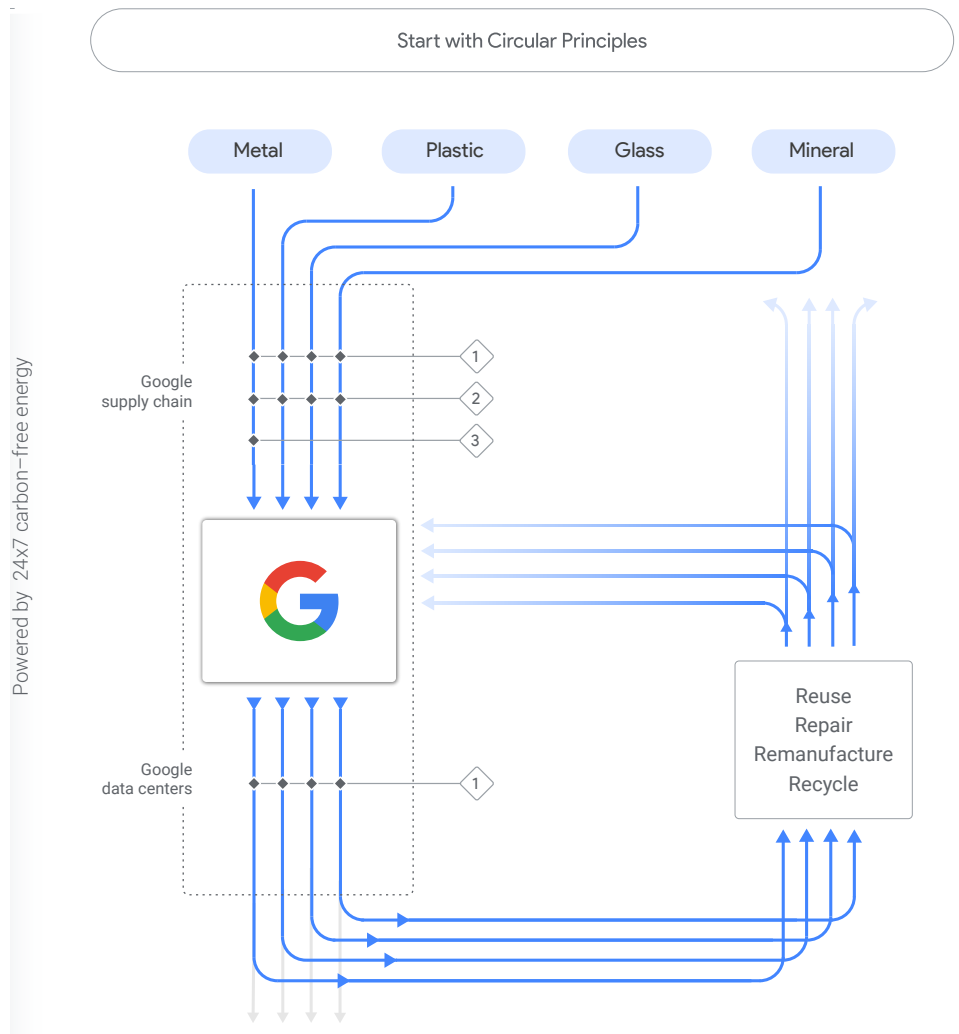 Start with Circular Principles
Metal
Plastic
Glass
Mineral
1
Google
supply chain
2
3
Powered by 24x7 carbon-free energy
Reuse
Repair
Remanufacture
Recycle
Google
data centers
1